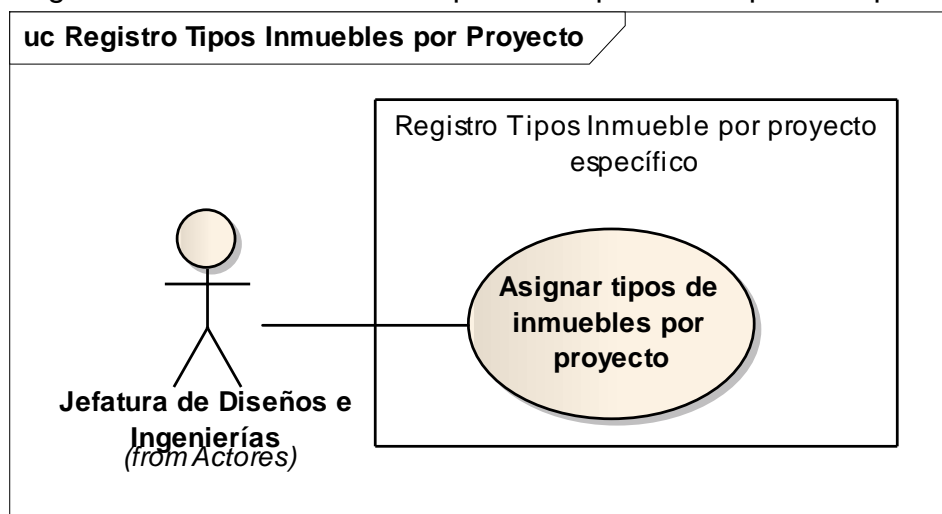 uc Registro Tipos Inmuebles por Proyecto
Registro Tipos Inmueble por proyecto
específico
Asignar tipos de
inmuebles por
proyecto
Jefatura de Diseños e
Ingenierías
(from Actores)